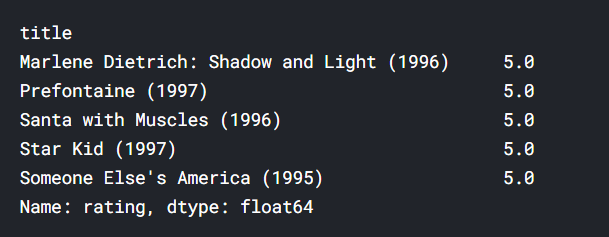 title
Marlene Dietrich: Shadow and Light (1996)     5.0
Prefontaine (1997)                            5.0
Santa with Muscles (1996)                     5.0
Star Kid (1997)                               5.0
Someone Else's America (1995)                 5.0
Name: rating, dtype: float64